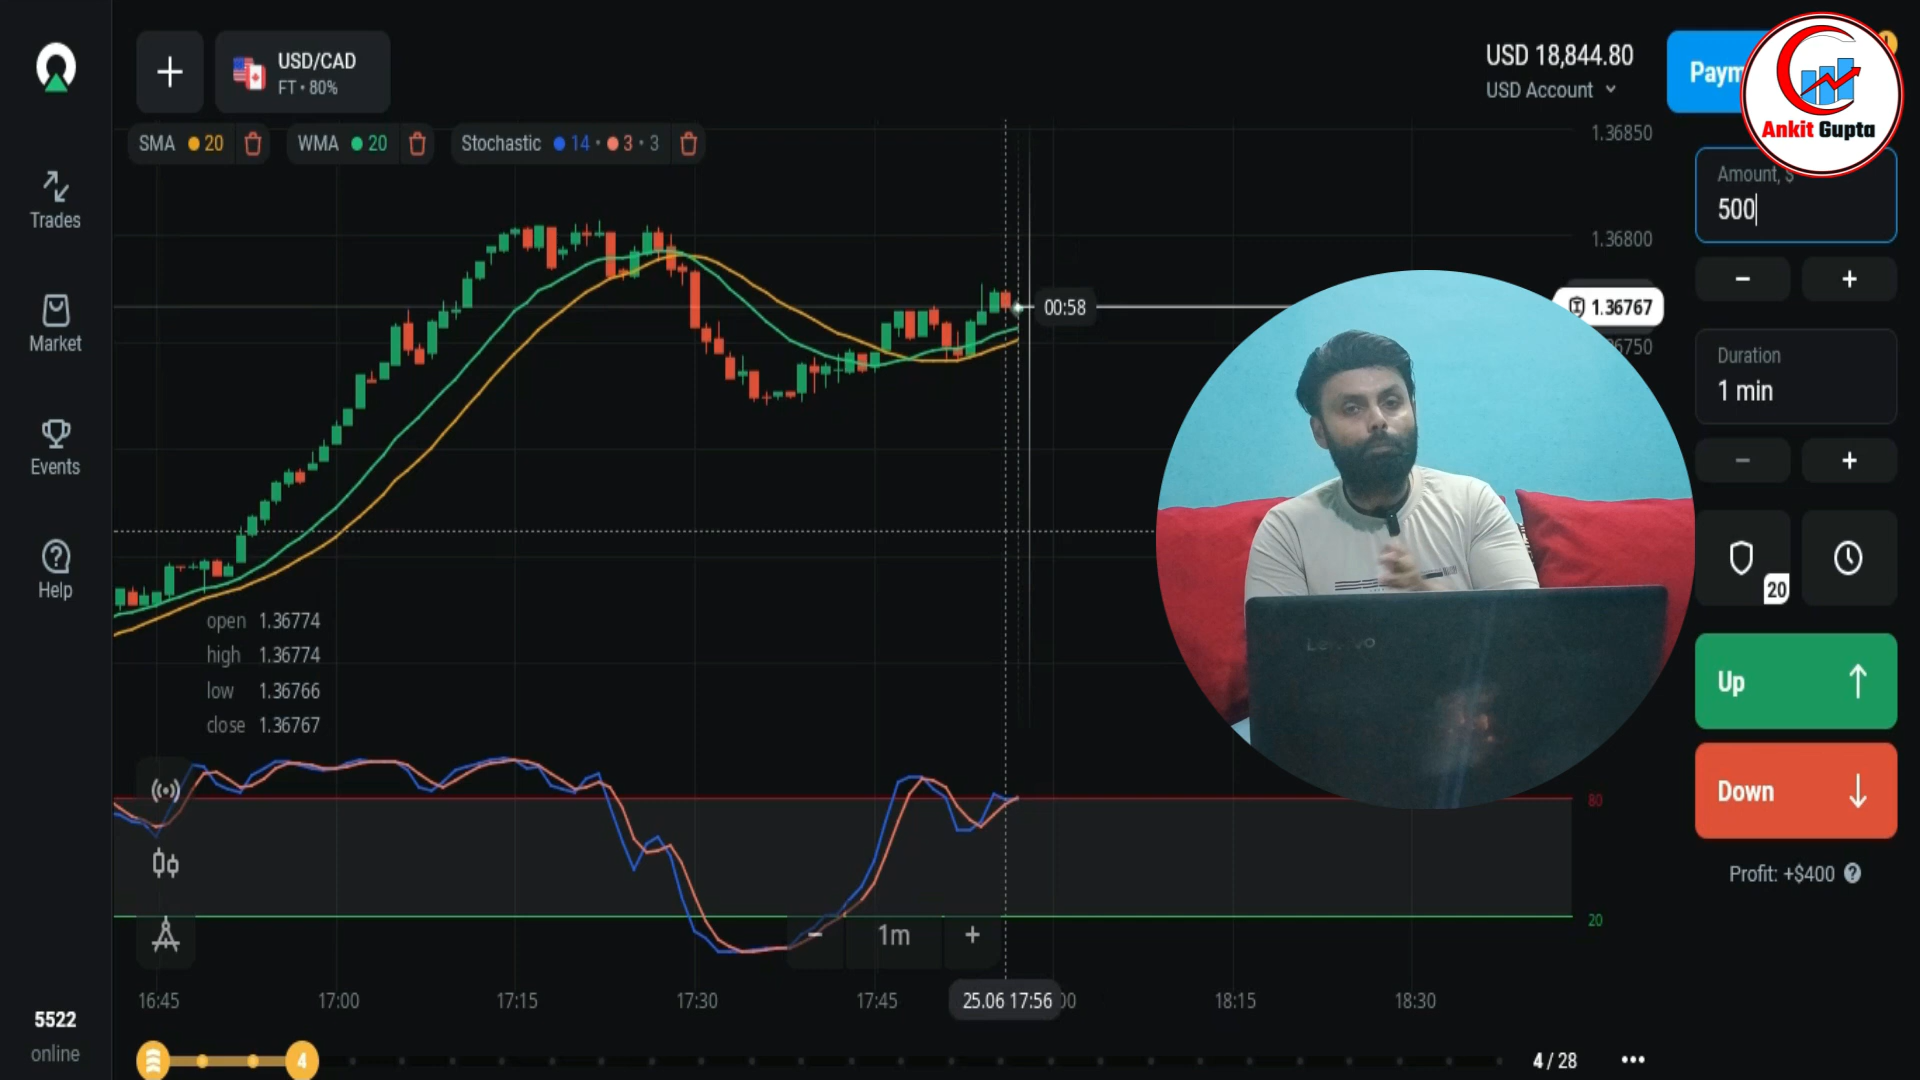 USD/CAD
FT • 80%
USD 18,844.80
USD Account
Paym
Ankit Gupta
SMA 20
WMA 20
Stochastic 14 • 3 • 3
1.36850
1.36800
1.36767
00:58
Amount, $
500
Duration
1 min
20
Up
Down
Profit: +$400
Trades
Market
Events
Help
5522
online
open 1.36774
high 1.36774
low 1.36766
close 1.36767
Lenovo
80
20
1m
16:45
17:00
17:15
17:30
17:45
25.06 17:56
18:15
18:30
4
4 / 28